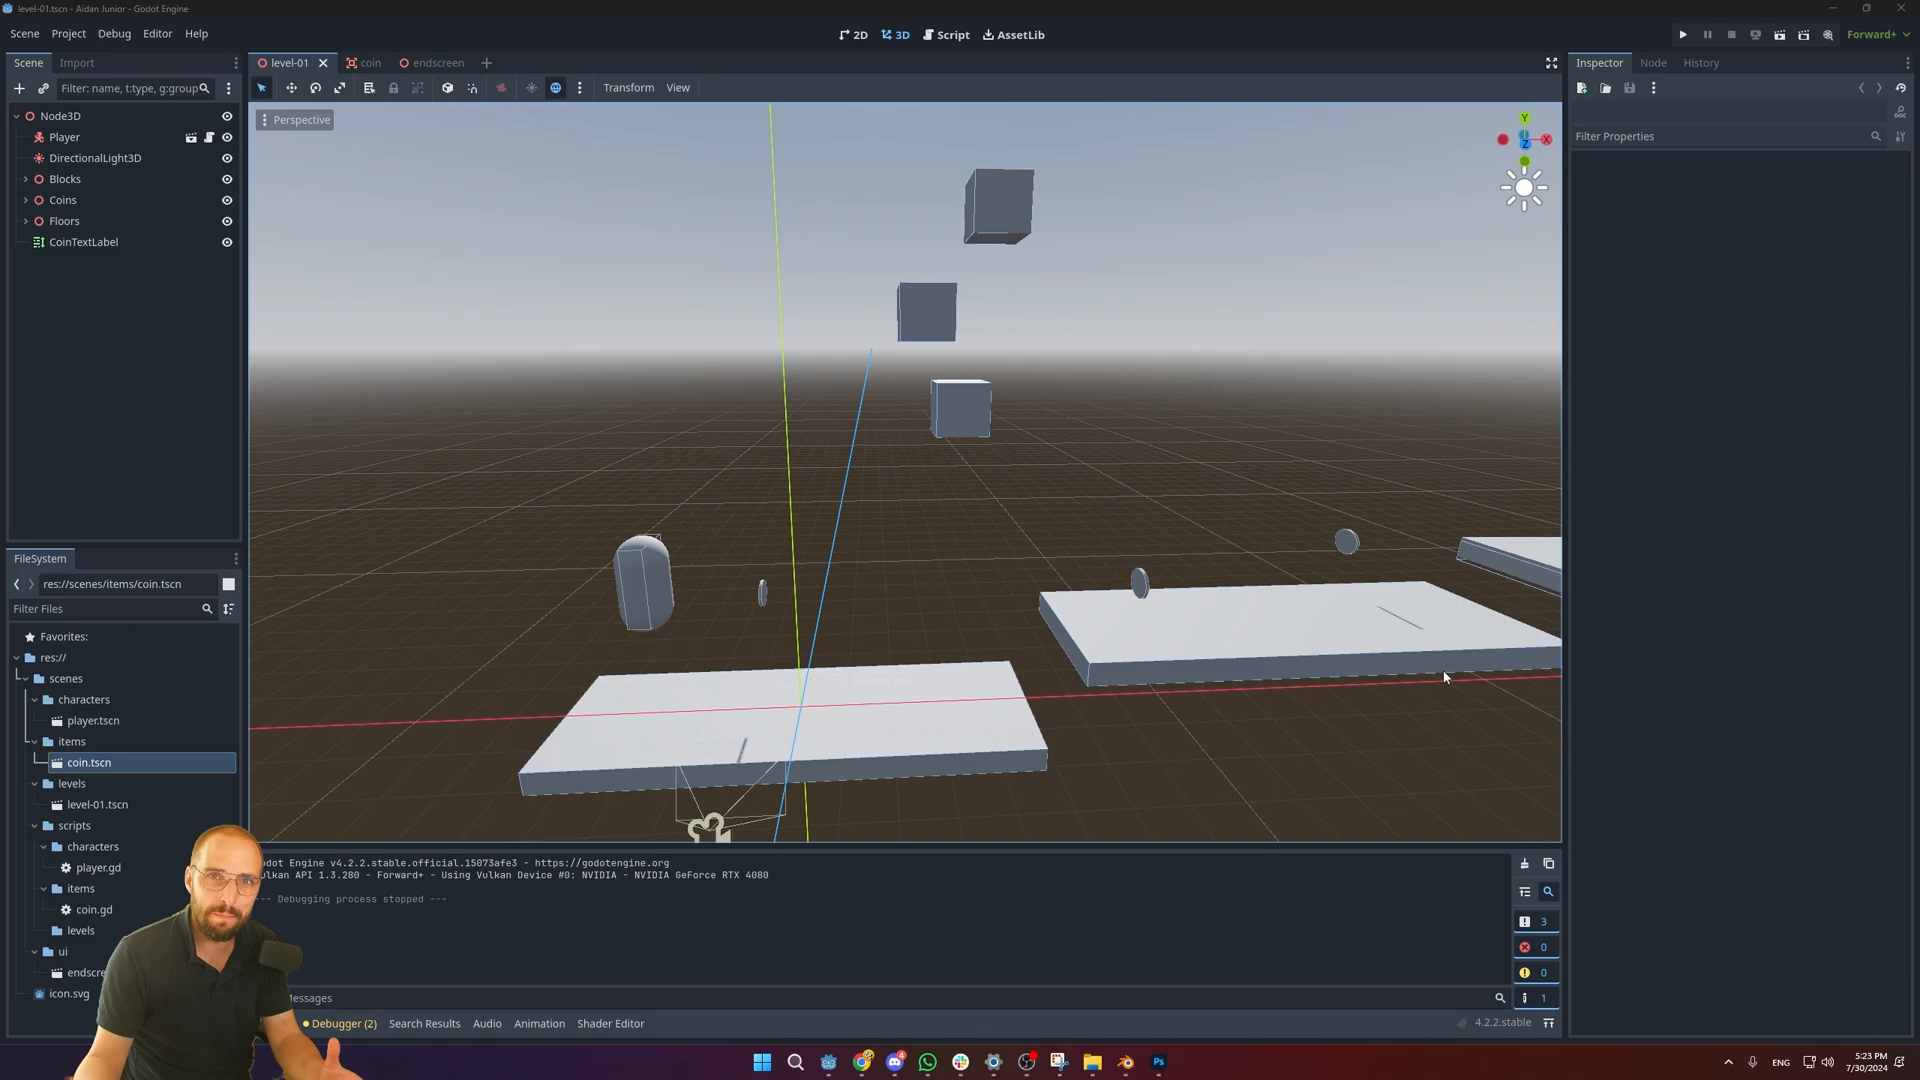 level-01.tscn - Aidan Junior - Godot Engine
Scene Project Debug Editor Help
2D 3D Script AssetLib
Forward+
Scene Import
level-01 coin endscreen
Inspector Node History
Filter: name, t:type, g:group
Transform View
Perspective
Y
X
Z
DOC
Filter Properties
Node3D
Player
DirectionalLight3D
Blocks
Coins
Floors
CoinTextLabel
FileSystem
res://scenes/items/coin.tscn
Filter Files
Favorites:
res://
scenes
characters
player.tscn
items
coin.tscn
levels
level-01.tscn
scripts
characters
player.gd
items
coin.gd
levels
ui
endscre
icon.svg
odot Engine v4.2.2.stable.official.15073afe3 - https://godotengine.org
ulkan API 1.3.280 - Forward+ - Using Vulkan Device #0: NVIDIA - NVIDIA GeForce RTX 4080
-- Debugging process stopped ---
3
0
0
1
essages
Debugger (2) Search Results Audio Animation Shader Editor
4.2.2.stable
4
Ps
ENG
5:23 PM
7/30/2024